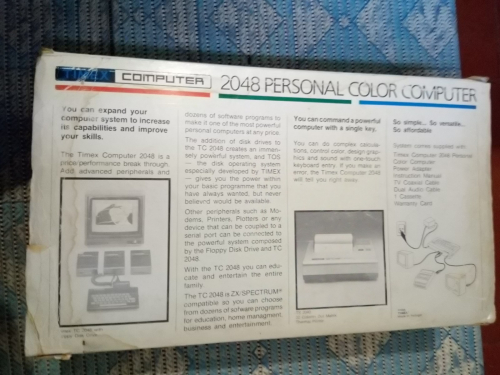 TIMEX COMPUTER
2048 PERSONAL COLOR COMPUTER
You can expand your
computer system to increase
its capabilities and improve
your skills.
The Timex Computer 2048 is a
price/performance break through.
Add advanced peripherals and
dozens of software programs to
make it one of the most powerful
personal computers at any price.
The addition of disk drives to
the TC 2048 creates an immen-
sely powerful system, and TOS
— the disk operating system
especially developed by TIMEX
— gives you the power within
your basic programme that you
have always wanted, but never
believed would be available.
Other peripherals such as Mo-
dems, Printers, Plotters or any
device that can be coupled to a
serial port can be connected to
the powerful system composed
by the Floppy Disk Drive and TC
2048.
With the TC 2048 you can edu-
cate and entertain the entire
family.
The TC 2048 is ZX/SPECTRUM®
compatible so you can choose
from dozens of sofware programs
for education, home managment,
business and entertainment.
You can commend a powerful
computer with a single key.
You can do complex calcula-
tions, control color, design grap-
hics and sound with one-touch
keyboard entry. If you make an
error, the Timex Computer 2048
will tell you right away.
So simple... So versatile...
So affordable
System comes supplied with:
Timex Computer 2048 Personal
Color Computer
Power Adapter
Instruction Manual
TV Coaxial Cable
Dual Audio Cable
1 Cassette
Warranty Card